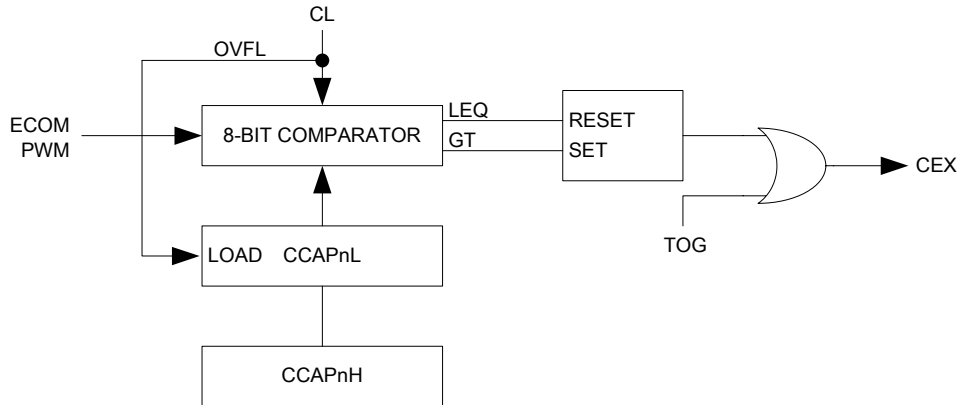 CL
OVFL
ECOM
PWM
8-BIT COMPARATOR
LEQ
GT
RESET
SET
CEX
TOG
LOAD CCAPnL
CCAPnH